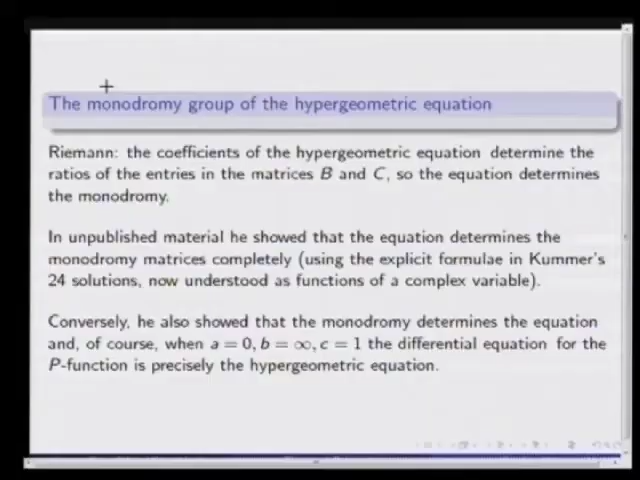 The monodromy group of the hypergeometric equation
Riemann: the coefficients of the hypergeometric equation determine the
ratios of the entries in the matrices B and C, so the equation determines
the monodromy.
In unpublished material he showed that the equation determines the
monodromy matrices completely (using the explicit formulae in Kummer's
24 solutions, now understood as functions of a complex variable).
Conversely, he also showed that the monodromy determines the equation
and, of course, when a = 0, b = ∞, c = 1 the differential equation for the
P-function is precisely the hypergeometric equation.